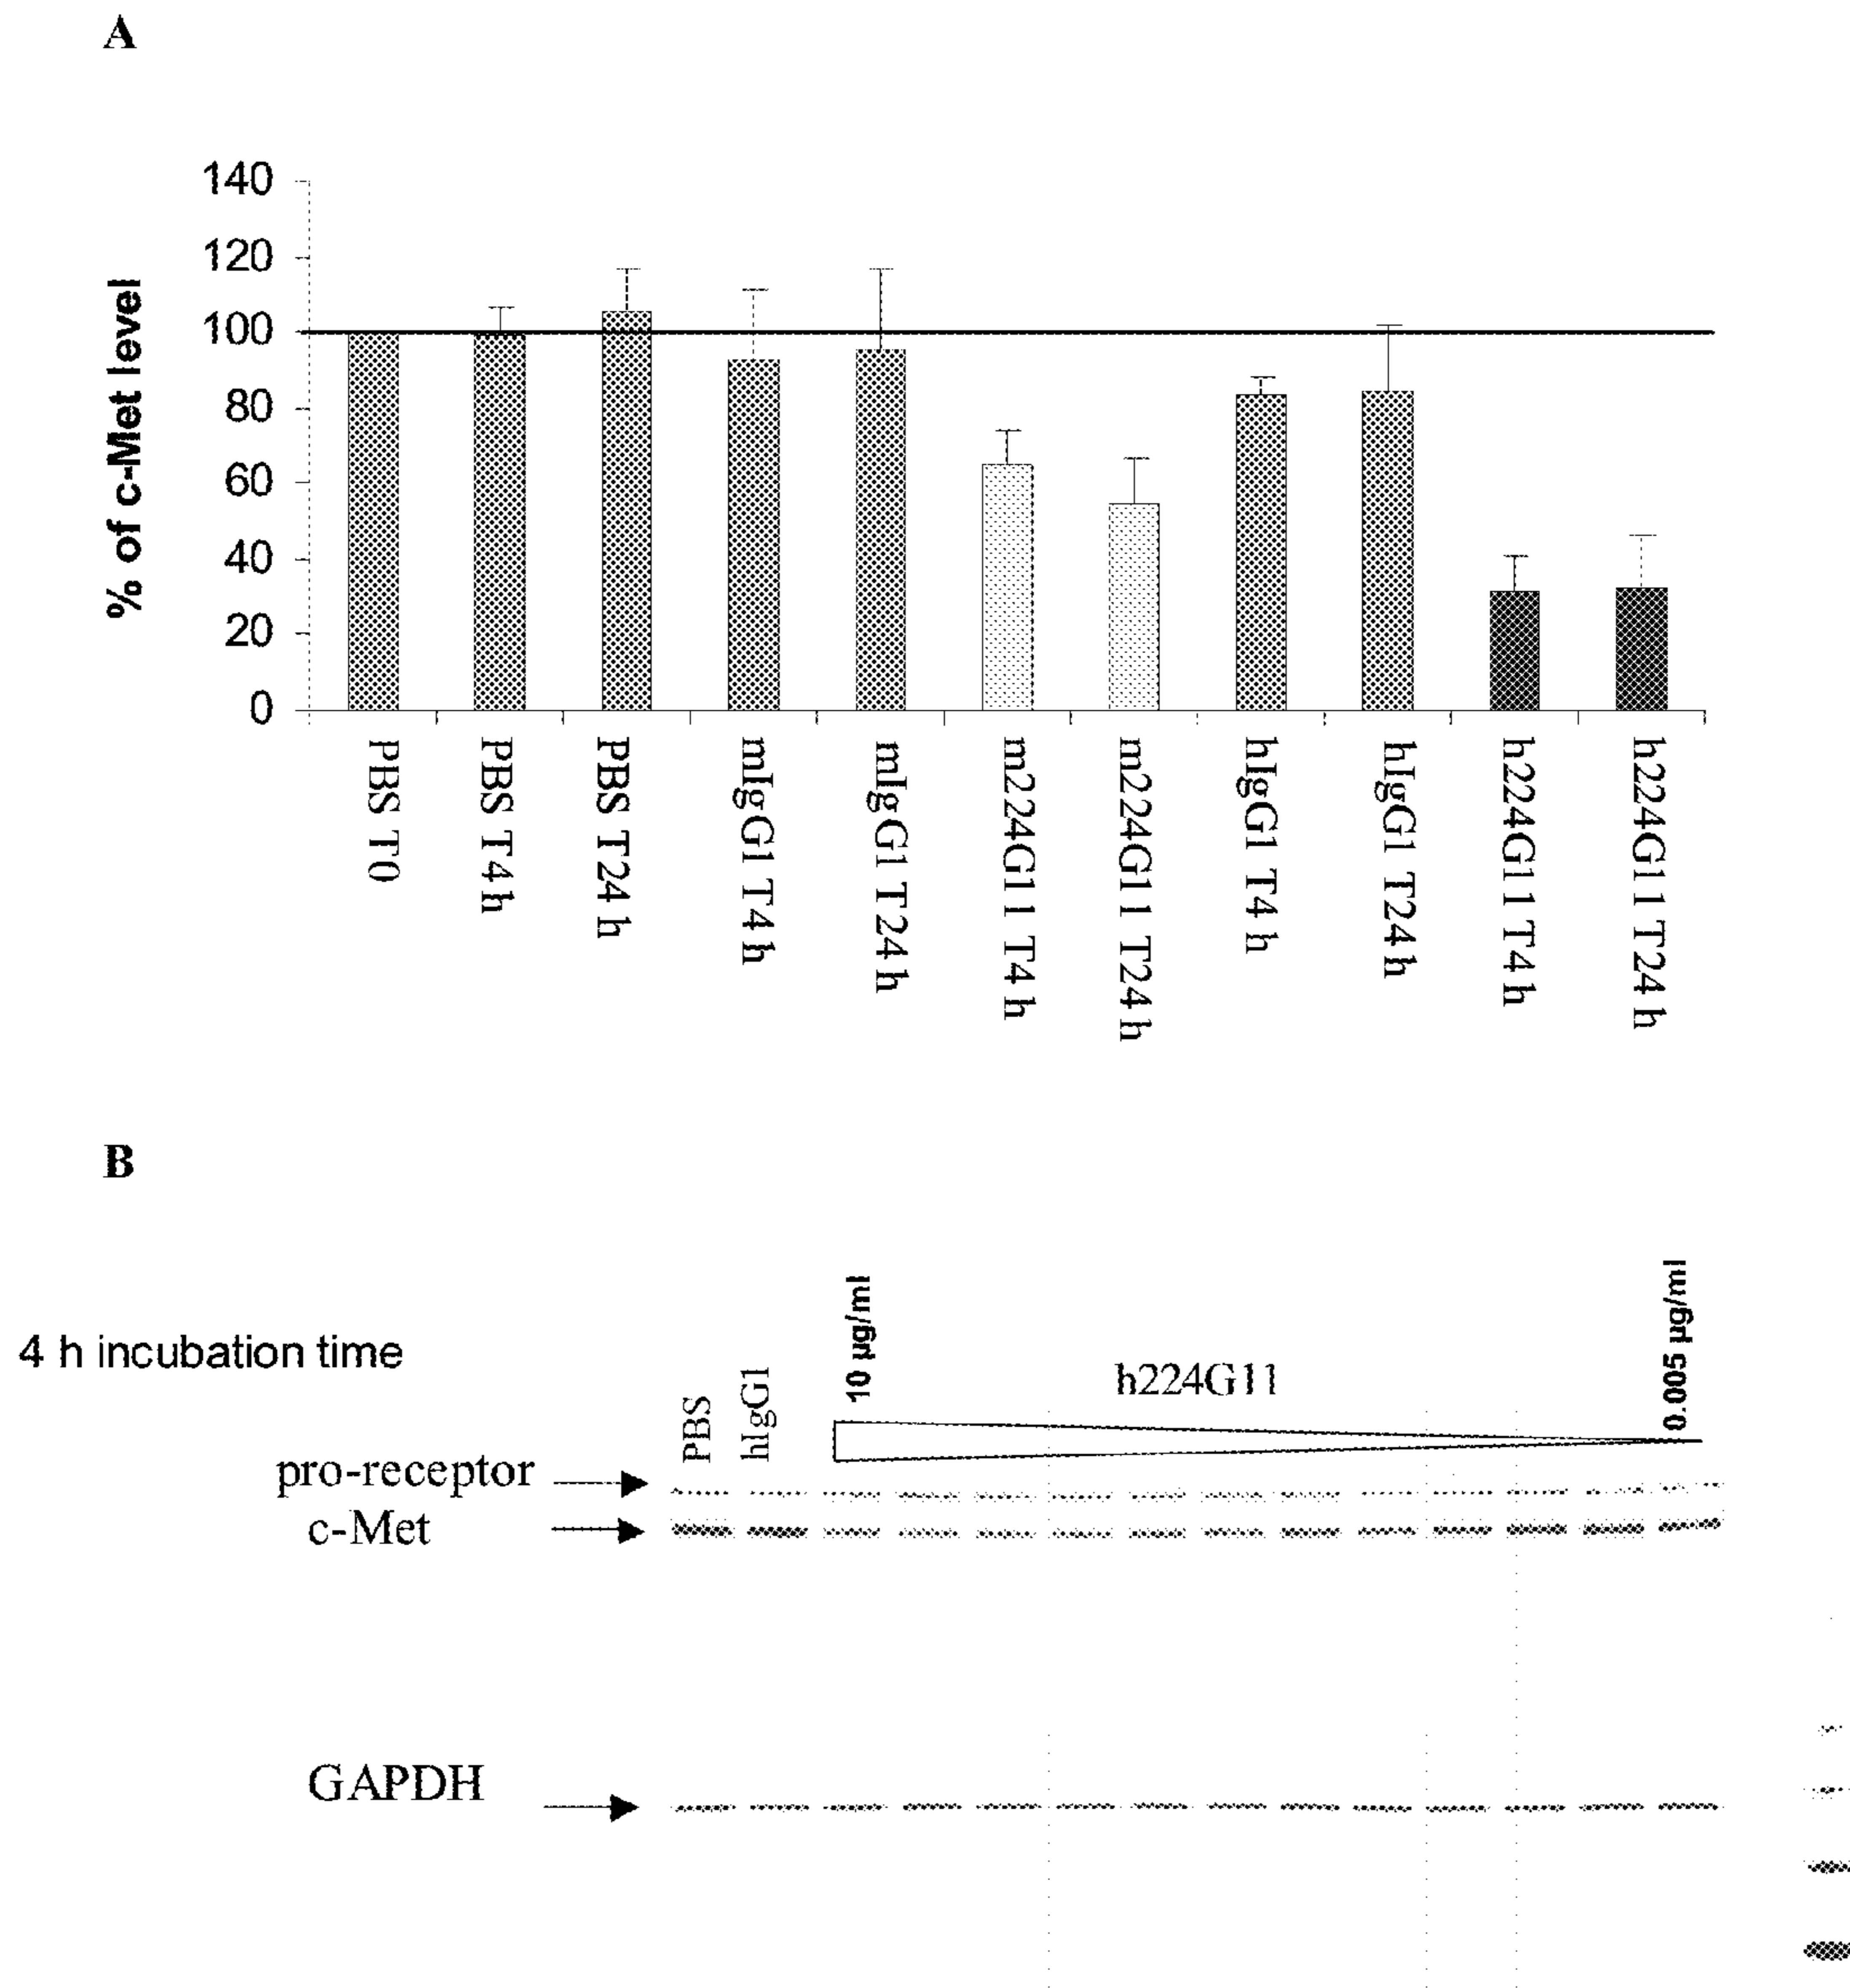 A
140
120
100
80
60
40
20
0
% of c-Met level
PBS T0
PBS T4 h
PBS T24 h
mIgG1 T4 h
mIgG1 T24 h
m224G11 T4 h
m224G11 T24 h
hIgG1 T4 h
hIgG1 T24 h
h224G11 T4 h
h224G11 T24 h
B
4 h incubation time
PBS
hIgG1
10 µg/ml
h224G11
0.0005 µg/ml
pro-receptor
c-Met
GAPDH